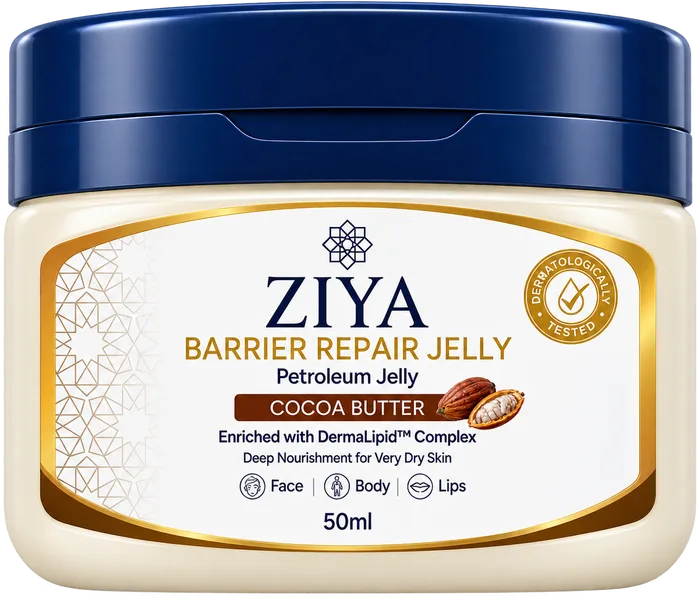 ZIYA
BARRIER REPAIR JELLY
Petroleum Jelly
COCOA BUTTER
Enriched with DermaLipid™ Complex
Deep Nourishment for Very Dry Skin
Face | Body | Lips
50ml
DERMATOLOGICALLY
• TESTED •